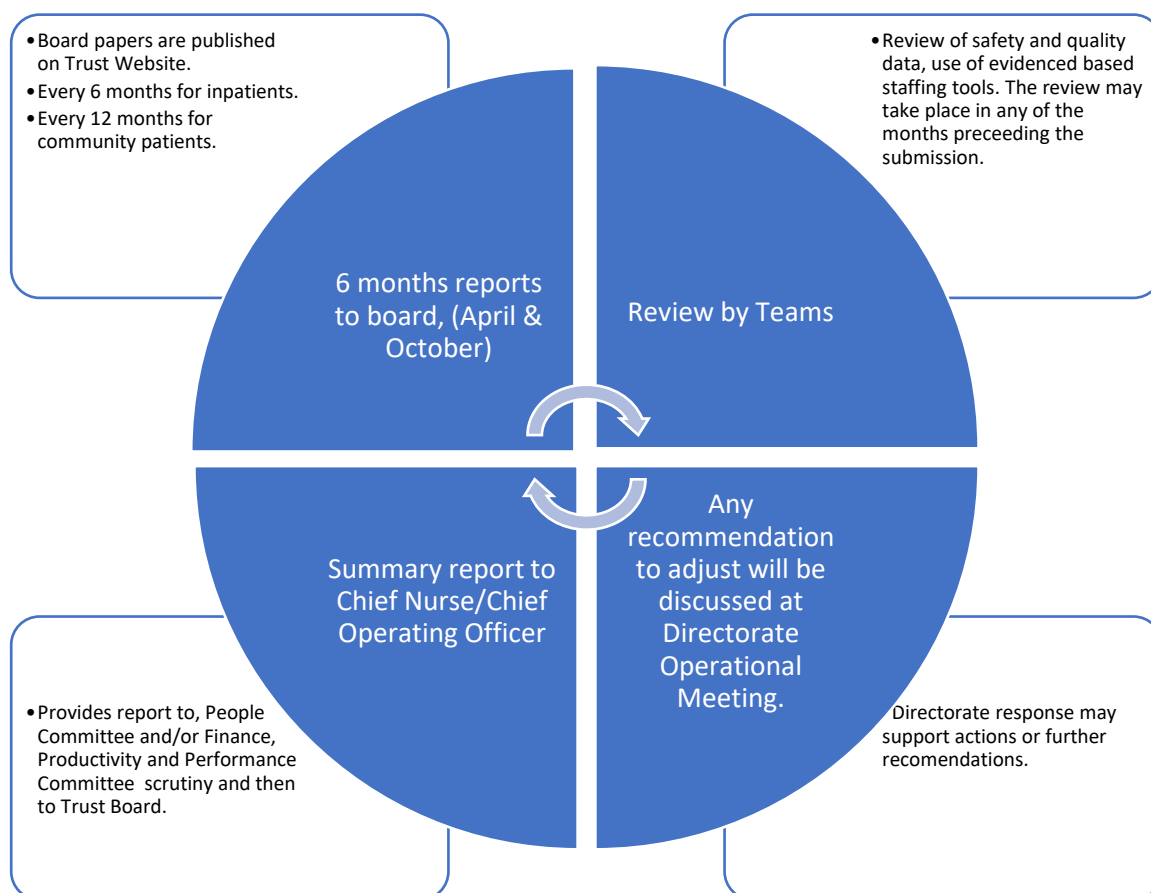 •Board papers are published
on Trust Website.
•Every 6 months for inpatients.
•Every 12 months for
community patients.
•Review of safety and quality
data, use of evidenced based
staffing tools. The review may
take place in any of the
months preceeding the
submission.
6 months reports
to board, (April &
October)
Review by Teams
Any
recommendation
to adjust will be
discussed at
Directorate
Operational
Meeting.
Summary report to
Chief Nurse/Chief
Operating Officer
•Provides report to, People
Committee and/or Finance,
Productivity and Performance
Committee scrutiny and then
to Trust Board.
Directorate response may
support actions or further
recomendations.